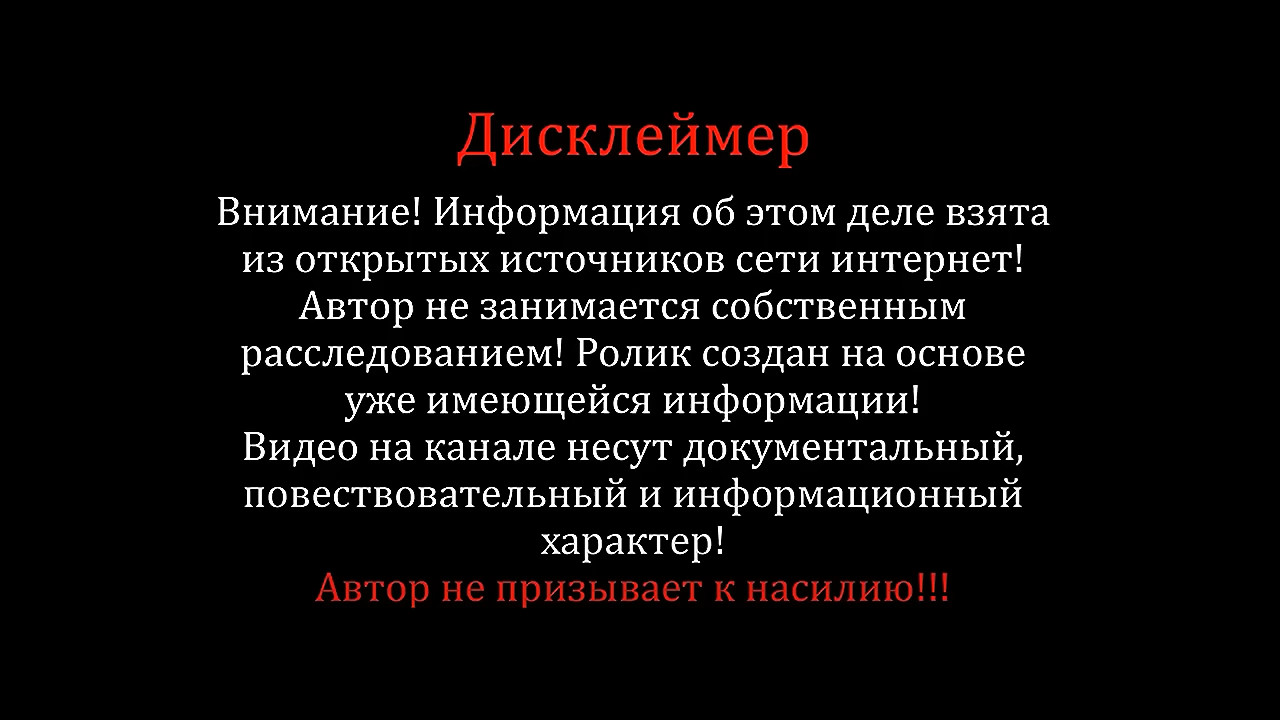 Дисклеймер
Внимание! Информация об этом деле взята
из открытых источников сети интернет!
Автор не занимается собственным
расследованием! Ролик создан на основе
уже имеющейся информации!
Видео на канале несут документальный,
повествовательный и информационный
характер!
Автор не призывает к насилию!!!